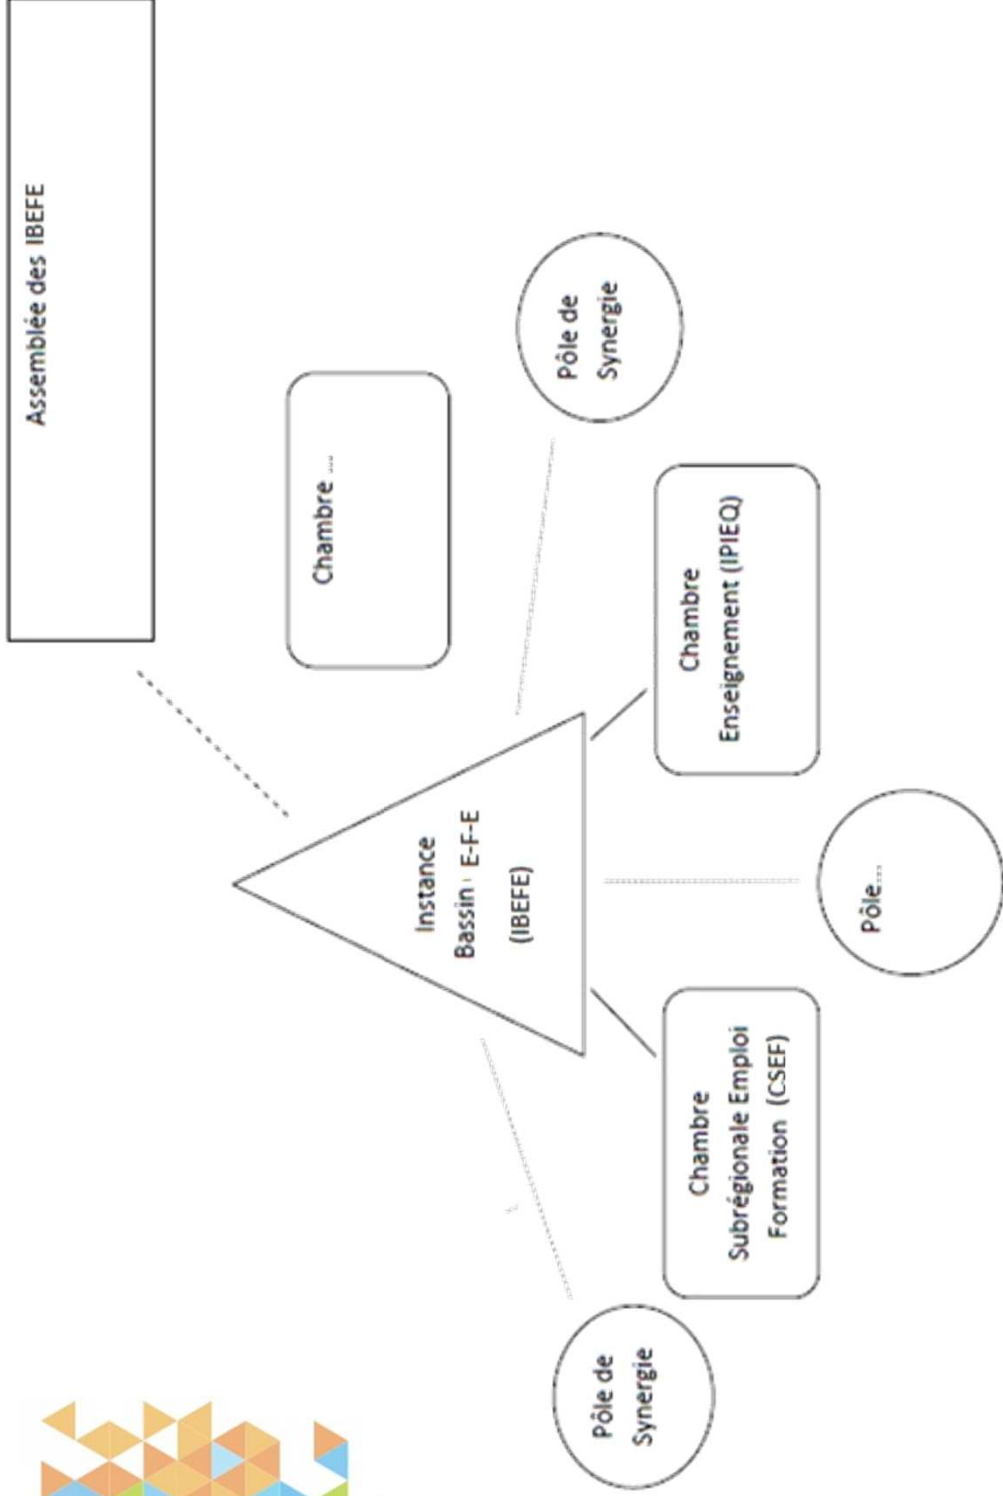 Assemblée des IBEFE
Chambre ...
Instance
Bassin E-F-E
(IBEFE)
Pôle de
Synergie
Pôle de
Synergie
Chambre
Subrégionale Emploi
Formation (CSEF)
Chambre
Enseignement (IPIEQ)
Pôle...